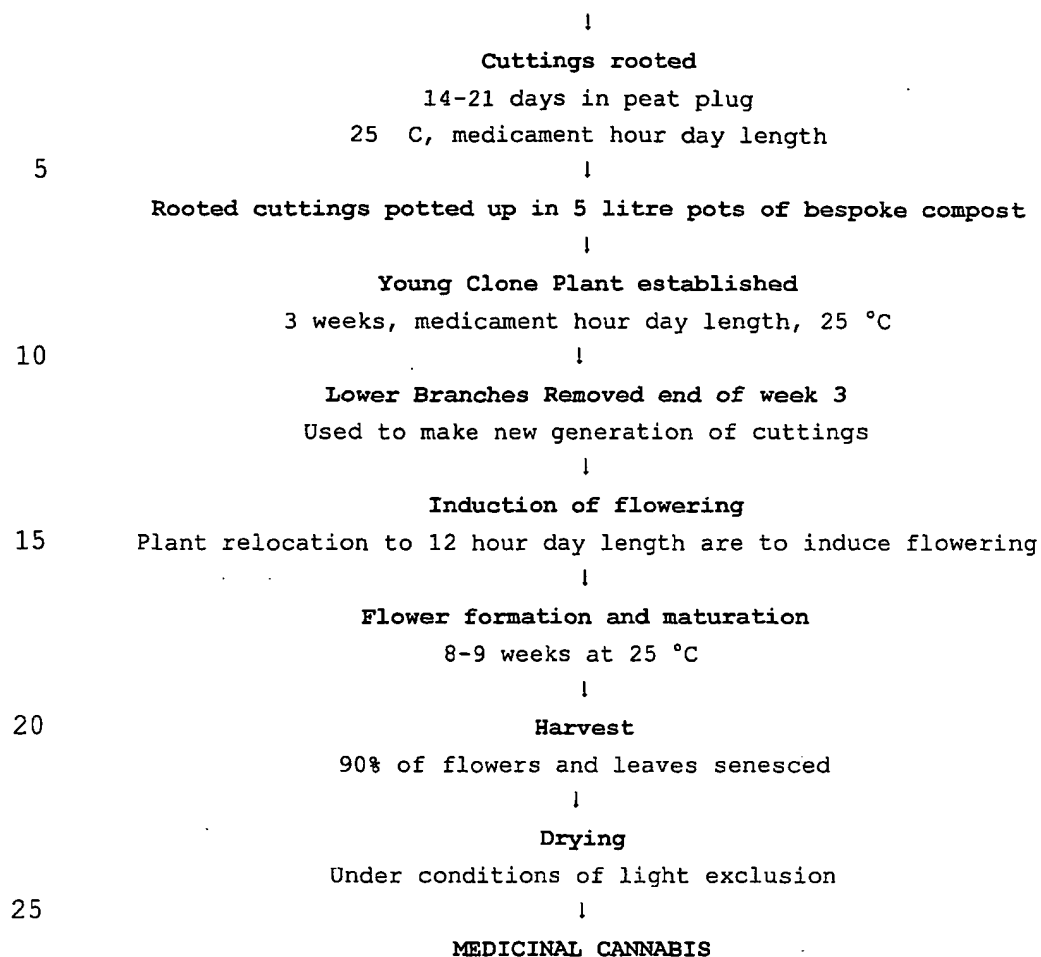 ↓
Cuttings rooted
14-21 days in peat plug
25 C, medicament hour day length
5 ↓
Rooted cuttings potted up in 5 litre pots of bespoke compost
↓
Young Clone Plant established
3 weeks, medicament hour day length, 25 °C
10 ↓
Lower Branches Removed end of week 3
Used to make new generation of cuttings
↓
Induction of flowering
15 Plant relocation to 12 hour day length are to induce flowering
↓
Flower formation and maturation
8-9 weeks at 25 °C
↓
20 Harvest
90% of flowers and leaves senesced
↓
Drying
Under conditions of light exclusion
25 ↓
MEDICINAL CANNABIS